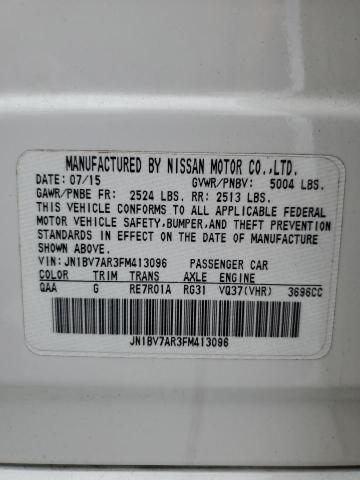 MANUFACTURED BY NISSAN MOTOR CO.,LTD.
DATE: 07/15 GVWR/PNBV: 5004 LBS.
GAWR/PNBE FR: 2524 LBS. RR: 2513 LBS.
THIS VEHICLE CONFORMS TO ALL APPLICABLE FEDERAL
MOTOR VEHICLE SAFETY,BUMPER,AND THEFT PREVENTION
STANDARDS IN EFFECT ON THE DATE OF MANUFACTURE
SHOWN ABOVE.
VIN: JN1BV7AR3FM413096 PASSENGER CAR
COLOR TRIM TRANS AXLE ENGINE
QAA G RE7R01A RG31 VQ37(VHR) 3696CC
JN1BV7AR3FM413096